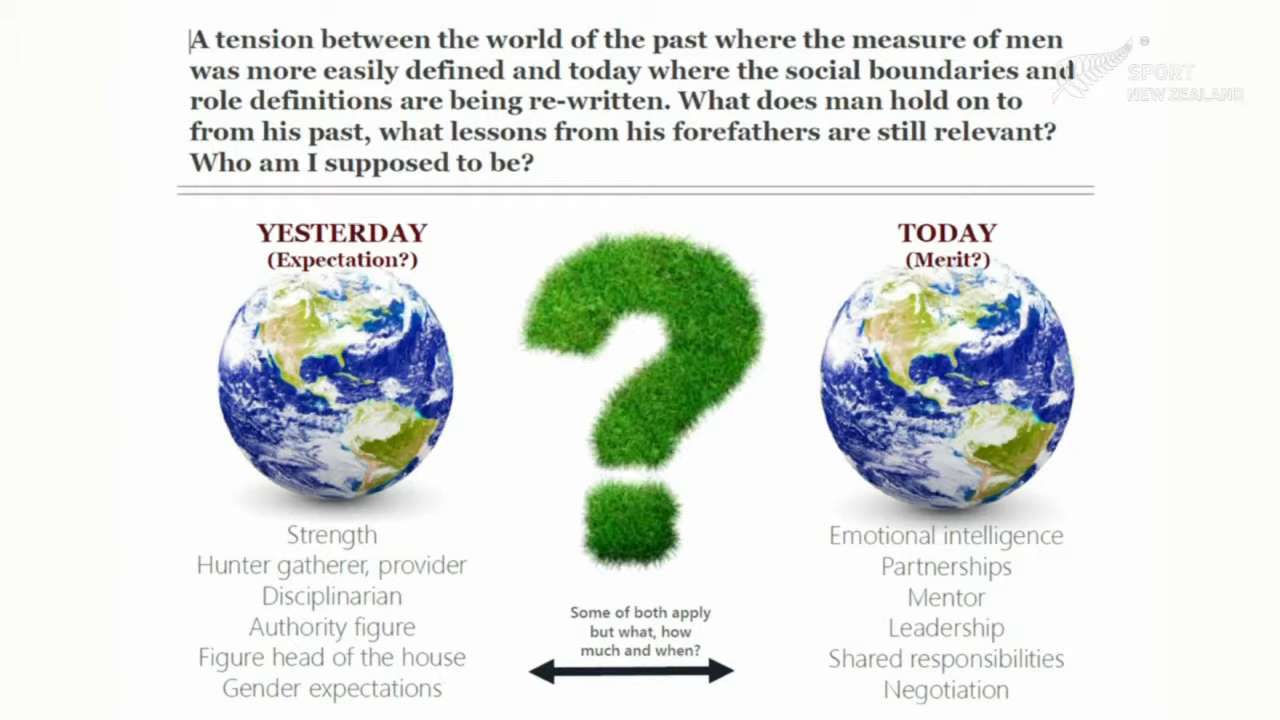 A tension between the world of the past where the measure of men
was more easily defined and today where the social boundaries and
role definitions are being re-written. What does man hold on to
from his past, what lessons from his forefathers are still relevant?
Who am I supposed to be?
SPORT
NEW ZEALAND
YESTERDAY
(Expectation?)
Strength
Hunter gatherer, provider
Disciplinarian
Authority figure
Figure head of the house
Gender expectations
Some of both apply
but what, how
much and when?
TODAY
(Merit?)
Emotional intelligence
Partnerships
Mentor
Leadership
Shared responsibilities
Negotiation